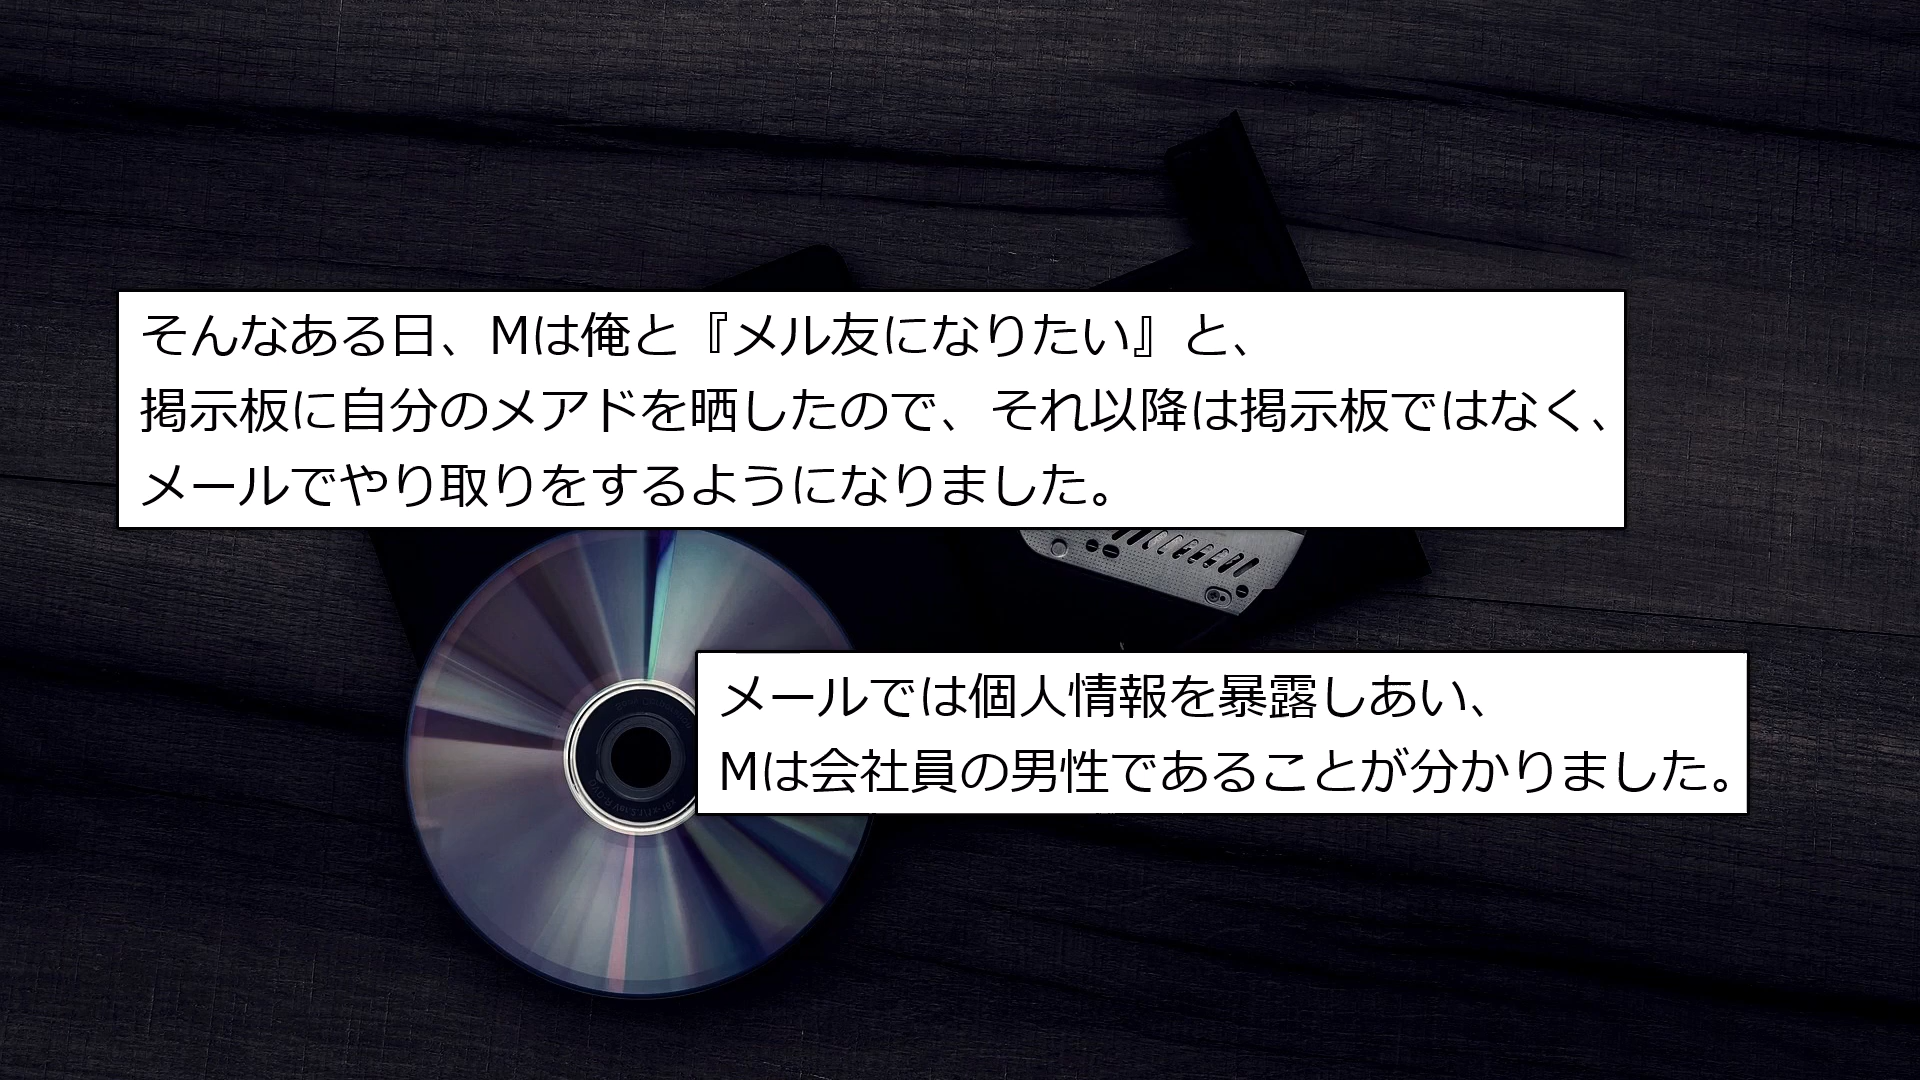 そんなある日、Mは俺と『メル友になりたい』と、
掲示板に自分のメアドを晒したので、それ以降は掲示板ではなく、
メールでやり取りをするようになりました。
メールでは個人情報を暴露しあい、
Mは会社員の男性であることが分かりました。